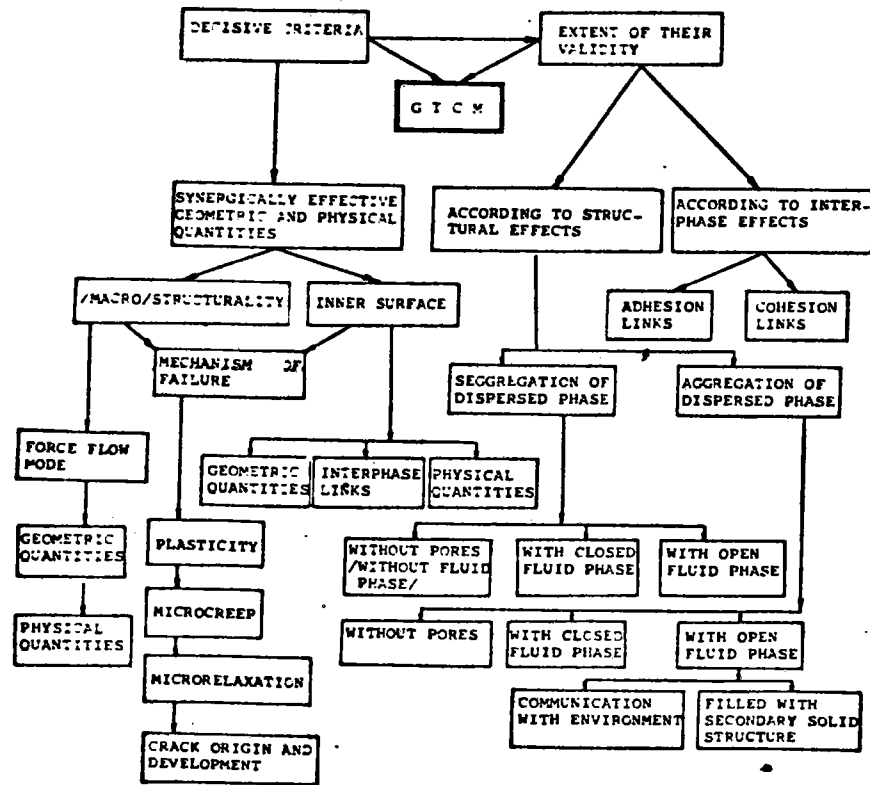 DECISIVE CRITERIA
EXTENT OF THEIR
VALIDITY
G T C M
SYNERGICALLY EFFECTIVE
GEOMETRIC AND PHYSICAL
QUANTITIES
ACCORDING TO STRUC-
TURAL EFFECTS
ACCORDING TO INTER-
PHASE EFFECTS
/MACRO/STRUCTURALITY
INNER SURFACE
ADHESION
LINKS
COHESION
LINKS
MECHANISM OF
FAILURE
SEGGREGATION OF
DISPERSED PHASE
AGGREGATION OF
DISPERSED PHASE
FORCE FLOW
MODE
GEOMETRIC
QUANTITIES
INTERPHASE
LINKS
PHYSICAL
QUANTITIES
GEOMETRIC
QUANTITIES
PLASTICITY
WITHOUT PORES
/WITHOUT FLUID
PHASE/
WITH CLOSED
FLUID PHASE
WITH OPEN
FLUID PHASE
PHYSICAL
QUANTITIES
MICROCREEP
WITHOUT PORES
WITH CLOSED
FLUID PHASE
WITH OPEN
FLUID PHASE
MICRORELAXATION
COMMUNICATION
WITH ENVIRONMENT
FILLED WITH
SECONDARY SOLID
STRUCTURE
CRACK ORIGIN AND
DEVELOPMENT